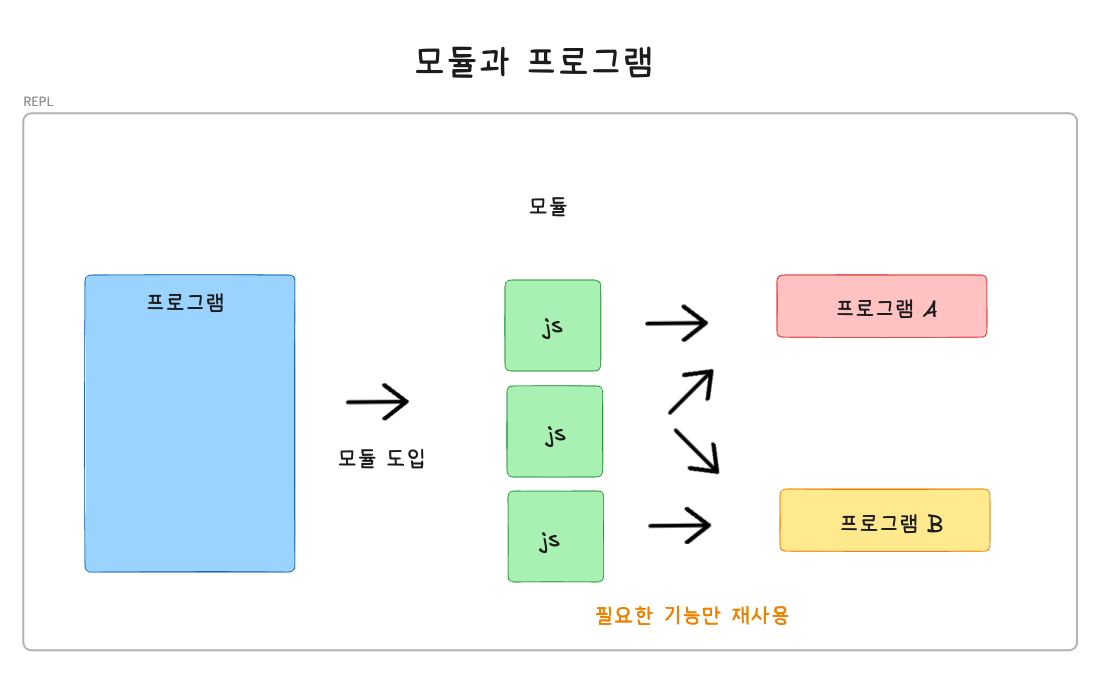 모듈과 프로그램
REPL
모듈
프로그램
js
프로그램 A
js
모듈 도입
js
프로그램 B
필요한 기능만 재사용